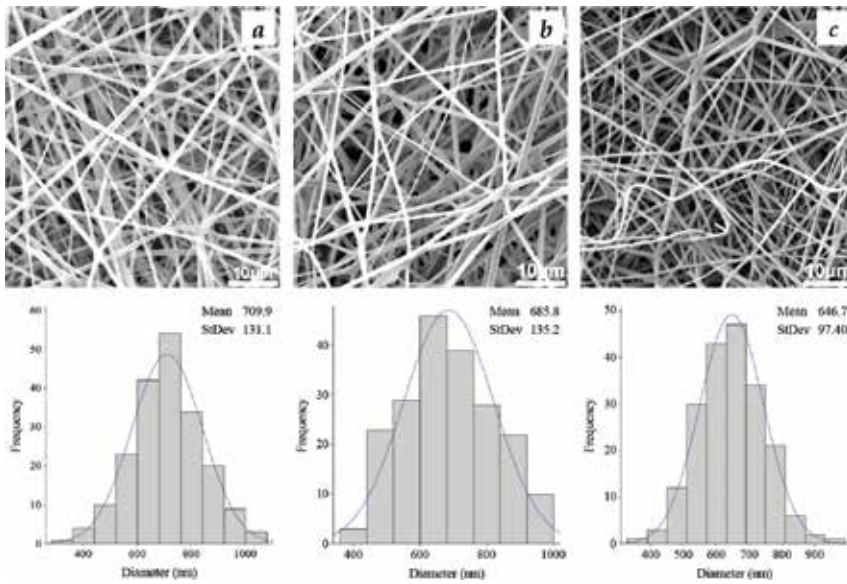 a
b
c
10µm
10µm
10µm
Mean 709.9
StDev 131.1
Mean 685.8
StDev 135.2
Mean 646.7
StDev 97.40
60
50
40
30
20
10
0
Frequency
400 600 800 1000
Diameter (nm)
40
30
20
10
0
Frequency
400 600 800 1000
Diameter (nm)
50
40
30
20
10
0
Frequency
400 500 600 700 800 900
Diameter (nm)